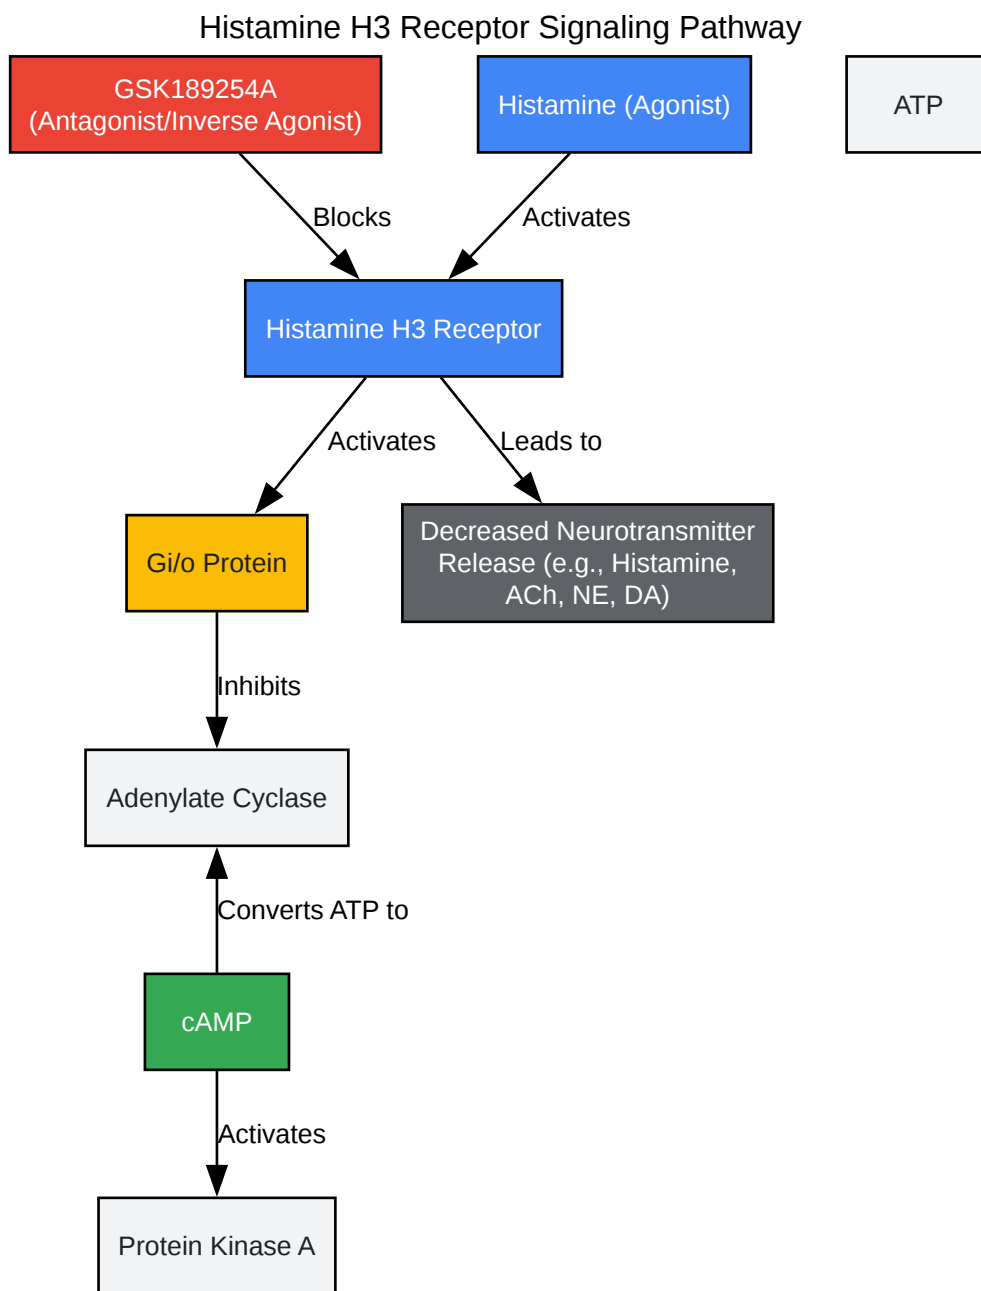 Histamine H3 Receptor Signaling Pathway
GSK189254A
(Antagonist/Inverse Agonist)
Histamine (Agonist)
ATP
Blocks
Activates
Histamine H3 Receptor
Activates
Leads to
Gi/o Protein
Decreased Neurotransmitter
Release (e.g., Histamine,
ACh, NE, DA)
Inhibits
Adenylate Cyclase
Converts ATP to
cAMP
Activates
Protein Kinase A